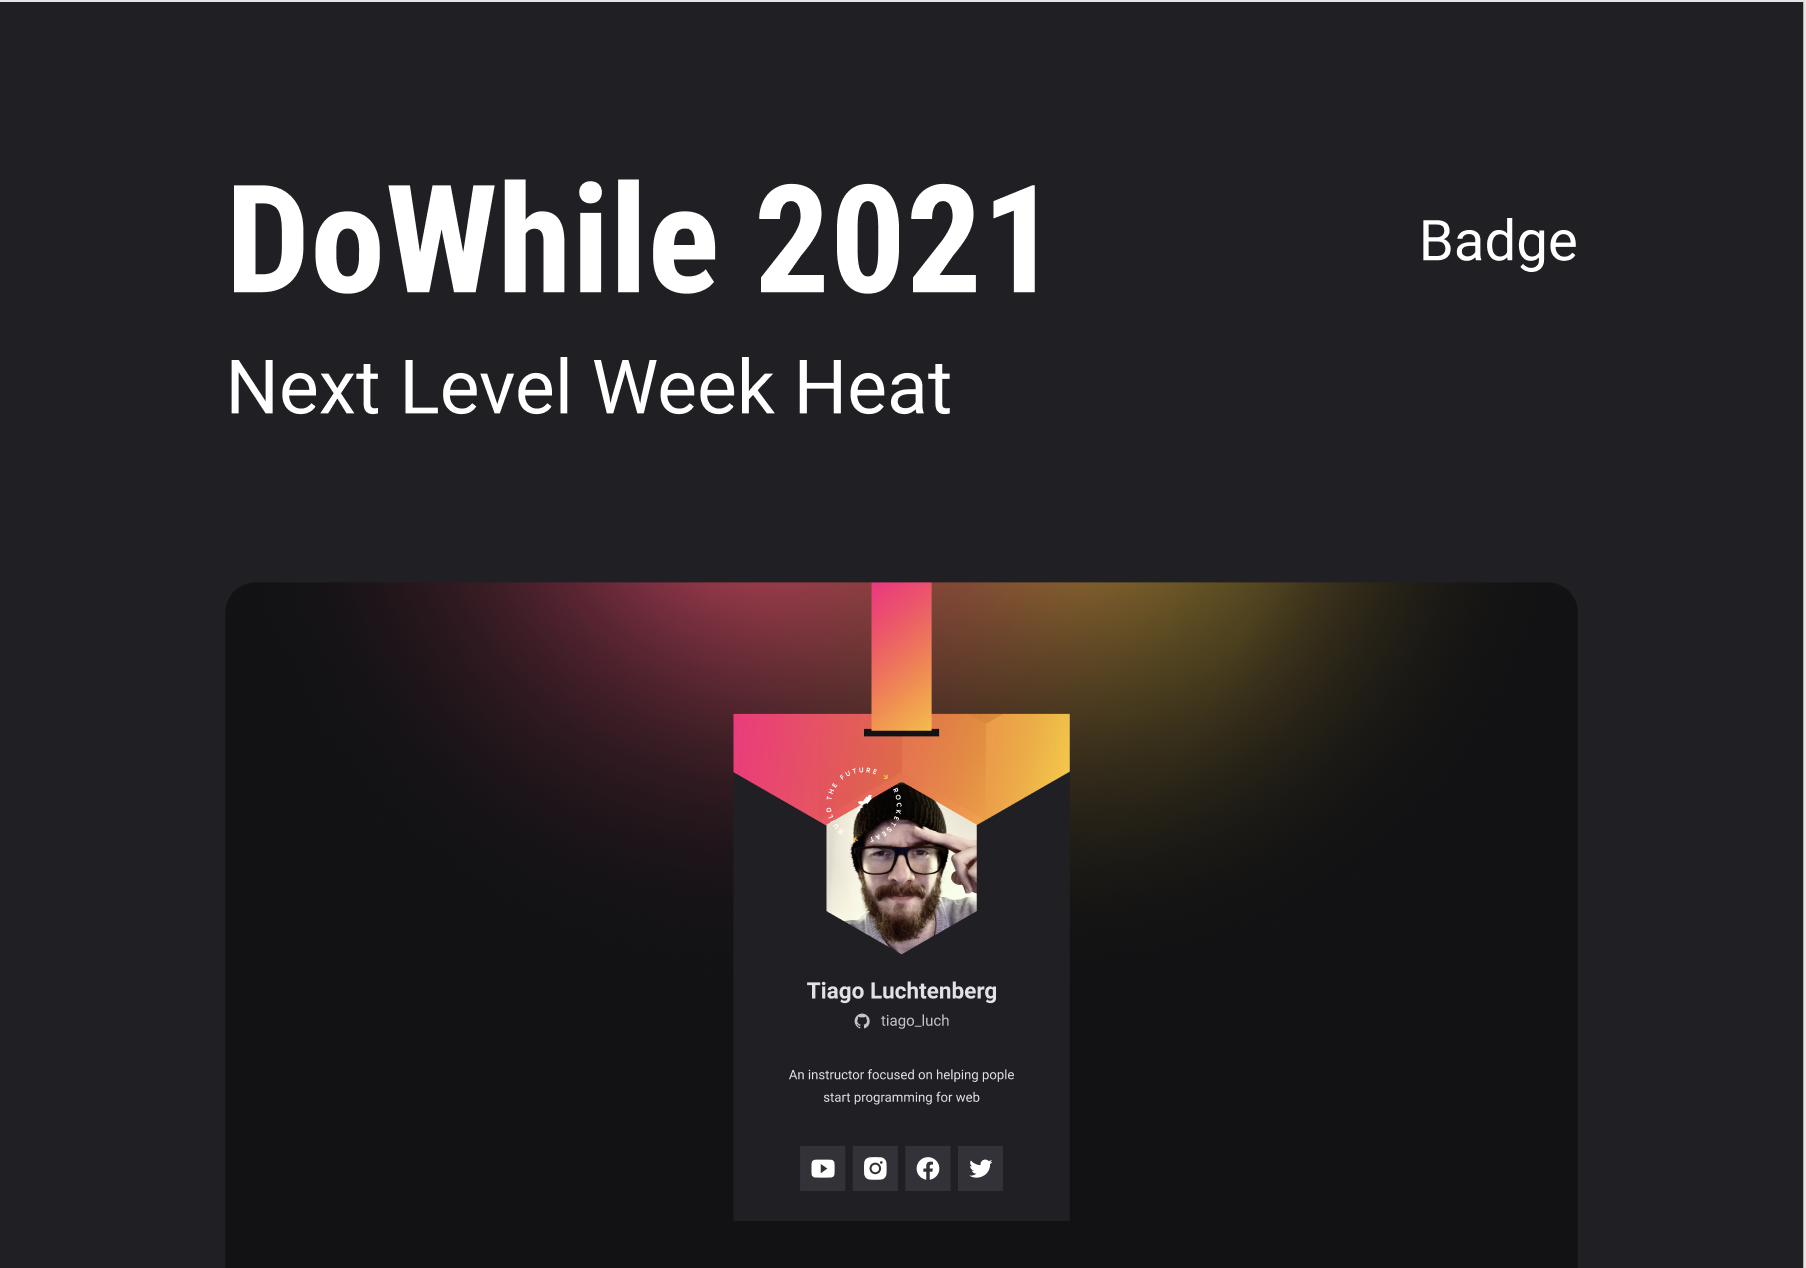 DoWhile 2021
Badge
Next Level Week Heat
BUILD THE FUTURE
ROCKETSEAT
Tiago Luchtenberg
tiago_luch
An instructor focused on helping pople
start programming for web